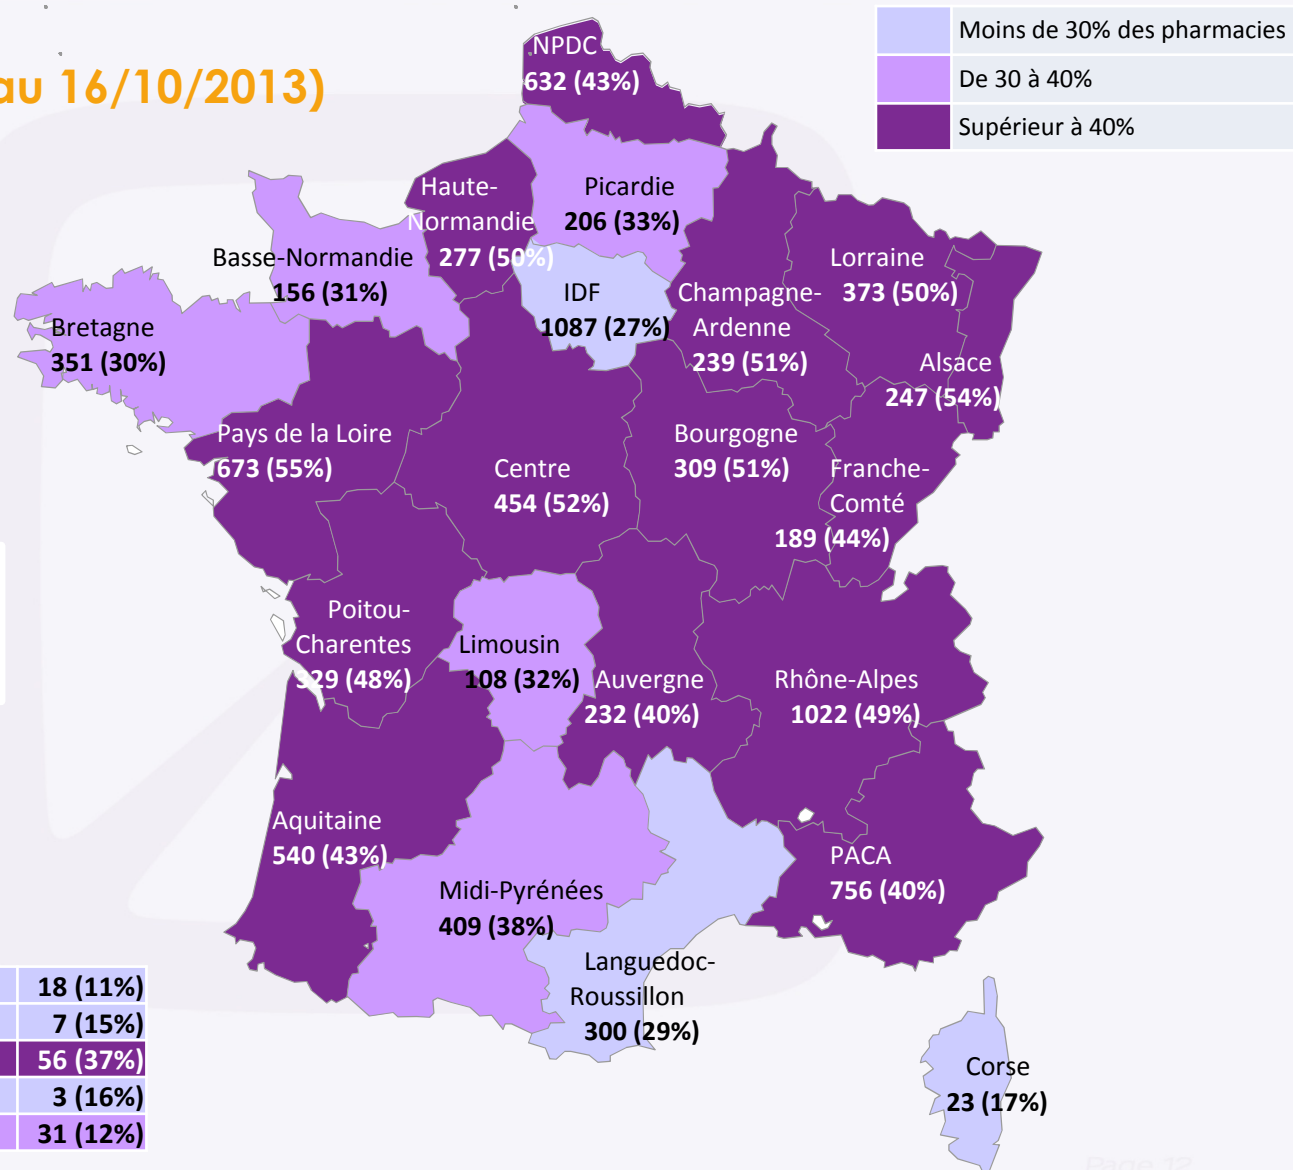 au 16/10/2013)
Moins de 30% des pharmacies
De 30 à 40%
Supérieur à 40%
NPDC
632 (43%)
Haute-
Normandie
277 (50%)
Picardie
206 (33%)
Basse-Normandie
156 (31%)
Bretagne
351 (30%)
IDF
1087 (27%)
Champagne-
Ardenne
239 (51%)
Lorraine
373 (50%)
Alsace
247 (54%)
Pays de la Loire
673 (55%)
Centre
454 (52%)
Bourgogne
309 (51%)
Franche-
Comté
189 (44%)
Poitou-
Charentes
329 (48%)
Limousin
108 (32%)
Auvergne
232 (40%)
Rhône-Alpes
1022 (49%)
Aquitaine
540 (43%)
Midi-Pyrénées
409 (38%)
PACA
756 (40%)
Languedoc-
Roussillon
300 (29%)
Corse
23 (17%)
18 (11%)
7 (15%)
56 (37%)
3 (16%)
31 (12%)
Page 12